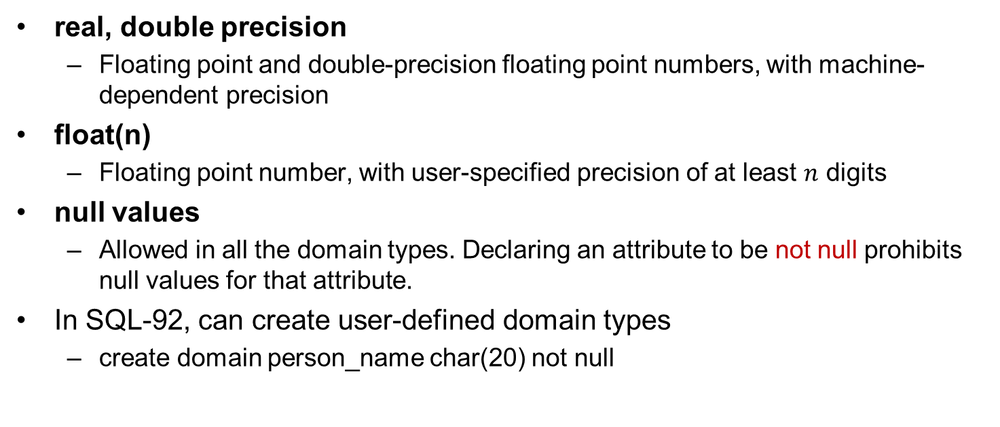 • real, double precision
– Floating point and double-precision floating point numbers, with machine-
dependent precision
• float(n)
– Floating point number, with user-specified precision of at least n digits
• null values
– Allowed in all the domain types. Declaring an attribute to be not null prohibits
null values for that attribute.
• In SQL-92, can create user-defined domain types
– create domain person_name char(20) not null